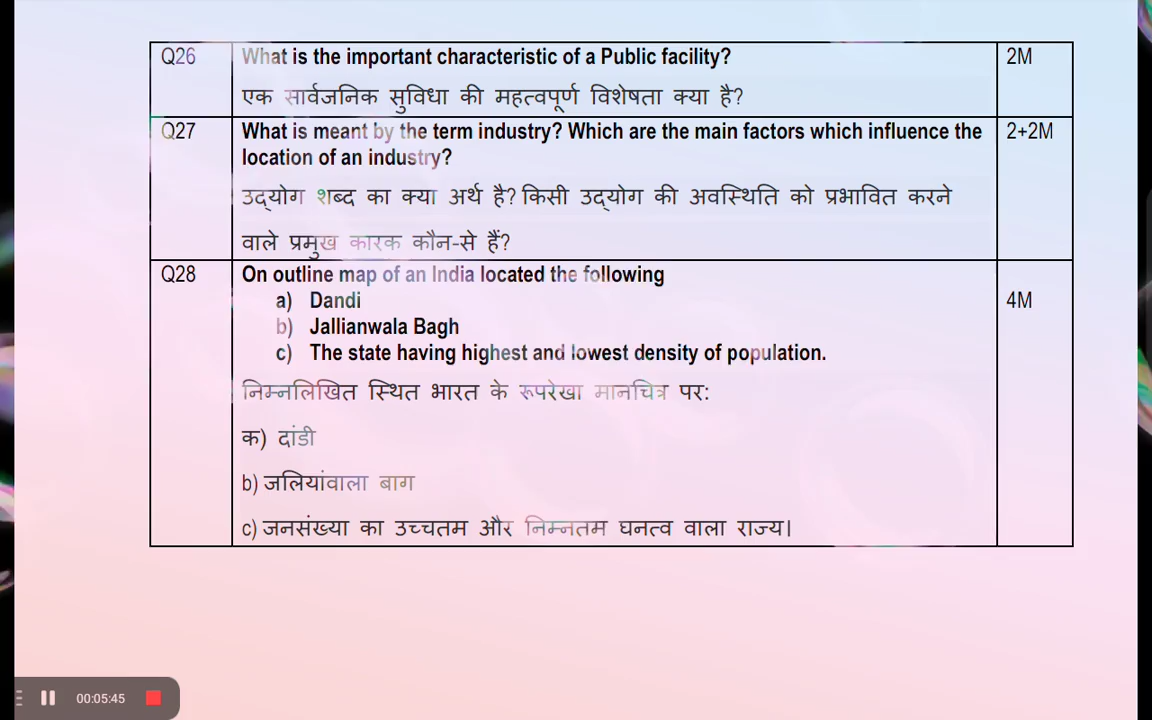 Q26 What is the important characteristic of a Public facility? 2M
एक सार्वजनिक सुविधा की महत्वपूर्ण विशेषता क्या है?
Q27 What is meant by the term industry? Which are the main factors which influence the 2+2M
location of an industry?
उद्योग शब्द का क्या अर्थ है? किसी उद्योग की अवस्थिति को प्रभावित करने
वाले प्रमुख कारक कौन-से हैं?
Q28 On outline map of an India located the following
a) Dandi 4M
b) Jallianwala Bagh
c) The state having highest and lowest density of population.
निम्नलिखित स्थित भारत के रूपरेखा मानचित्र पर:
क) दांडी
b) जलियांवाला बाग
c) जनसंख्या का उच्चतम और निम्नतम घनत्व वाला राज्य।
00:05:45